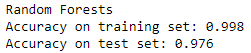 Random Forests
Accuracy on training set: 0.998
Accuracy on test set: 0.976